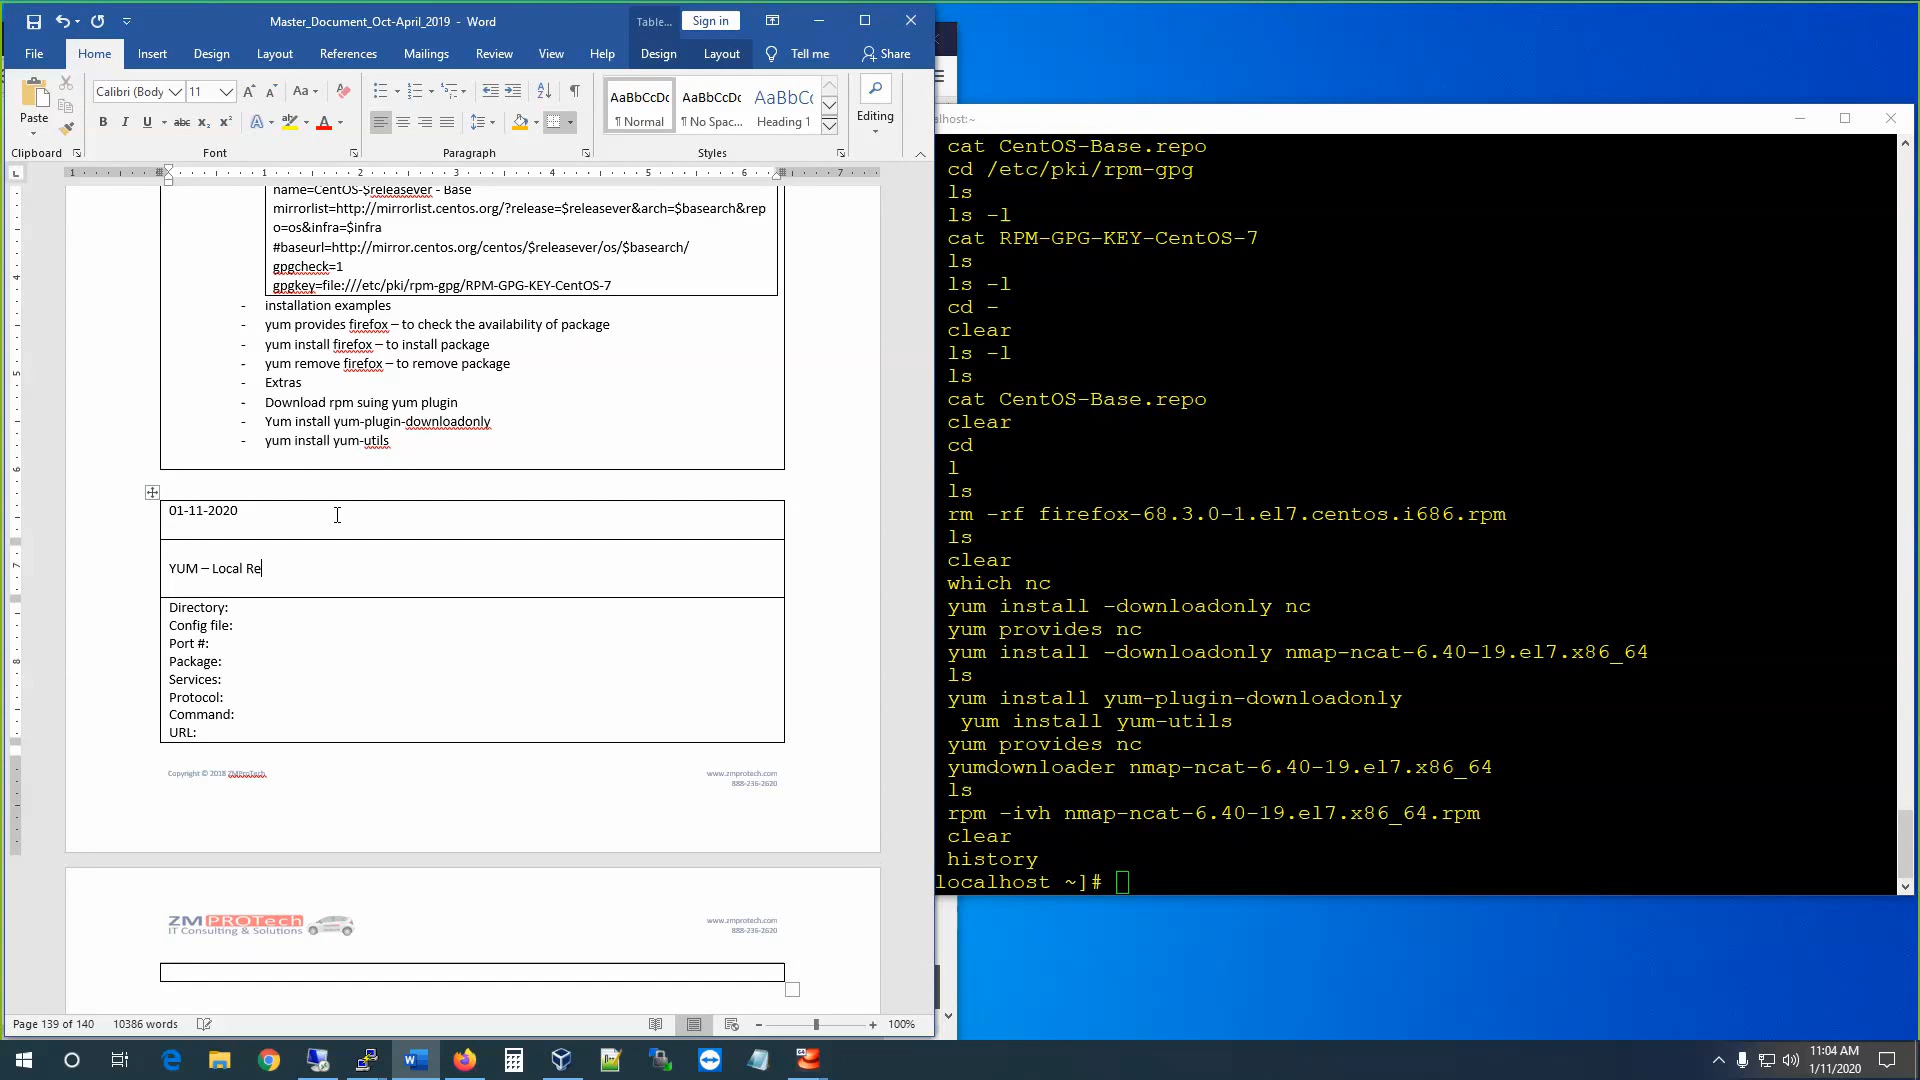 Master_Document_Oct-April_2019 - Word
Table...
Sign in
File
Home
Insert
Design
Layout
References
Mailings
Review
View
Help
Design
Layout
Tell me
Share
Paste
Calibri (Body
11
Aa
Editing
AaBbCcDc
AaBbCcDc
AaBbCc
¶ Normal
¶ No Spac...
Heading 1
Clipboard
Font
Paragraph
Styles
name=CentOS-$releasever - Base
mirrorlist=http://mirrorlist.centos.org/?release=$releasever&arch=$basearch&rep
o=os&infra=$infra
#baseurl=http://mirror.centos.org/centos/$releasever/os/$basearch/
gpgcheck=1
gpgkey=file:///etc/pki/rpm-gpg/RPM-GPG-KEY-CentOS-7
- installation examples
- yum provides firefox – to check the availability of package
- yum install firefox – to install package
- yum remove firefox – to remove package
- Extras
- Download rpm suing yum plugin
- Yum install yum-plugin-downloadonly
- yum install yum-utils
01-11-2020
YUM – Local Re
Directory:
Config file:
Port #:
Package:
Services:
Protocol:
Command:
URL:
Copyright © 2018 ZMProTech
www.zmprotech.com
888-236-2620
ZM PROTech
IT Consulting & Solutions
www.zmprotech.com
888-236-2620
Page 139 of 140
10386 words
100%
lhost:~
cat CentOS-Base.repo
cd /etc/pki/rpm-gpg
ls
ls -l
cat RPM-GPG-KEY-CentOS-7
ls
ls -l
cd -
clear
ls -l
ls
cat CentOS-Base.repo
clear
cd
l
ls
rm -rf firefox-68.3.0-1.el7.centos.i686.rpm
ls
clear
which nc
yum install -downloadonly nc
yum provides nc
yum install -downloadonly nmap-ncat-6.40-19.el7.x86_64
ls
yum install yum-plugin-downloadonly
yum install yum-utils
yum provides nc
yumdownloader nmap-ncat-6.40-19.el7.x86_64
ls
rpm -ivh nmap-ncat-6.40-19.el7.x86_64.rpm
clear
history
localhost ~]#
11:04 AM
1/11/2020